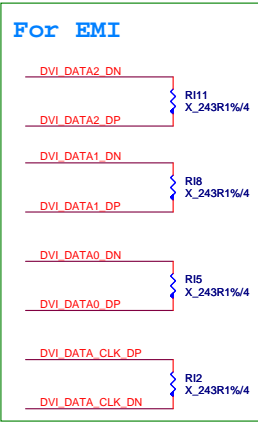 For EMI
DVI_DATA2_DN
RI11
X_243R1%/4
DVI_DATA2_DP
DVI_DATA1_DN
RI8
X_243R1%/4
DVI_DATA1_DP
DVI_DATA0_DN
RI5
X_243R1%/4
DVI_DATA0_DP
DVI_DATA_CLK_DP
RI2
X_243R1%/4
DVI_DATA_CLK_DN